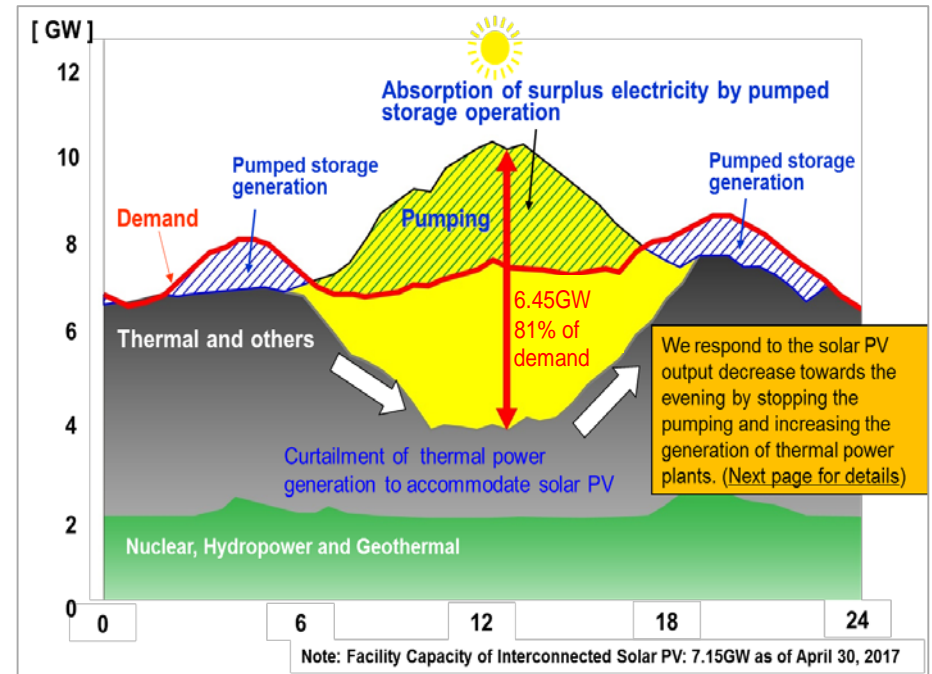 [ GW ]
12
10
8
6
4
2
0
Absorption of surplus electricity by pumped
storage operation
Pumped storage
generation
Pumped storage
generation
Demand
Pumping
6.45GW
81% of
demand
Thermal and others
We respond to the solar PV
output decrease towards the
evening by stopping the
pumping and increasing the
generation of thermal power
plants. (Next page for details)
Curtailment of thermal power
generation to accommodate solar PV
Nuclear, Hydropower and Geothermal
0
6
12
18
24
Note: Facility Capacity of Interconnected Solar PV: 7.15GW as of April 30, 2017